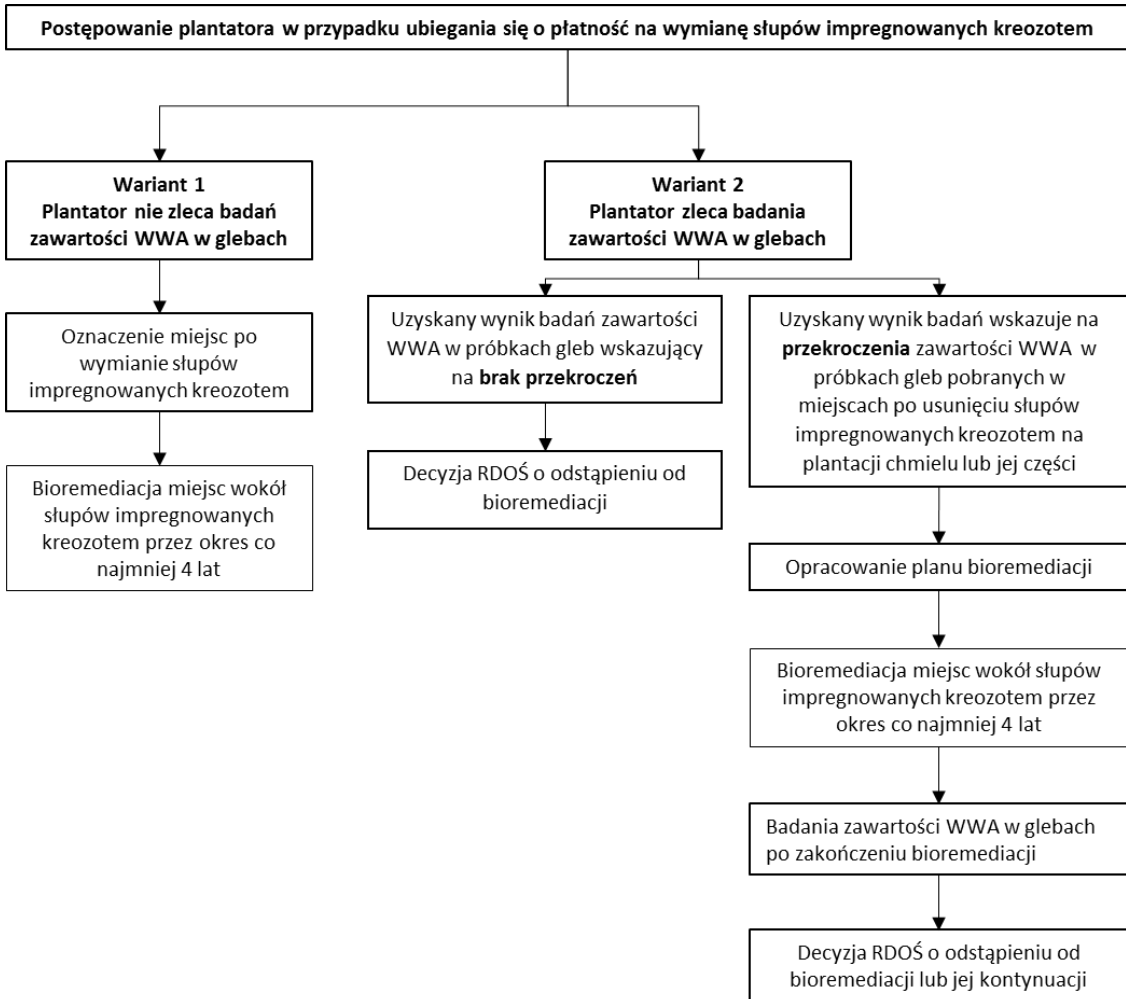 Postępowanie plantatora w przypadku ubiegania się o płatność na wymianę słupów impregnowanych kreozotem
Wariant 1
Plantator nie zleca badań
zawartości WWA w glebach
Oznaczenie miejsc po
wymianie słupów
impregnowanych kreozotem
Bioremediacja miejsc wokół
słupów impregnowanych
kreozotem przez okres co
najmniej 4 lat
Wariant 2
Plantator zleca badania
zawartości WWA w glebach
Uzyskany wynik badań zawartości
WWA w próbkach gleb wskazujący
na brak przekroczeń
Decyzja RDOŚ o odstąpieniu od
bioremediacji
Uzyskany wynik badań wskazuje na
przekroczenia zawartości WWA w
próbkach gleb pobranych w
miejscach po usunięciu słupów
impregnowanych kreozotem na
plantacji chmielu lub jej części
Opracowanie planu bioremediacji
Bioremediacja miejsc wokół słupów
impregnowanych kreozotem przez
okres co najmniej 4 lat
Badania zawartości WWA w glebach
po zakończeniu bioremediacji
Decyzja RDOŚ o odstąpieniu od
bioremediacji lub jej kontynuacji